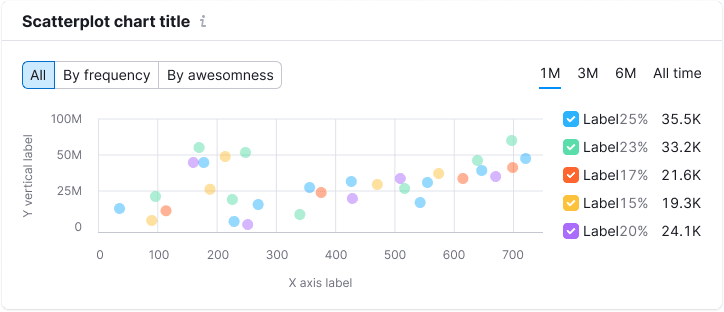 Scatterplot chart title i
All By frequency By awesomness
1M 3M 6M All time
Y vertical label
100M
50M
25M
0
0 100 200 300 400 500 600 700
X axis label
Label 25% 35.5K
Label 23% 33.2K
Label 17% 21.6K
Label 15% 19.3K
Label 20% 24.1K